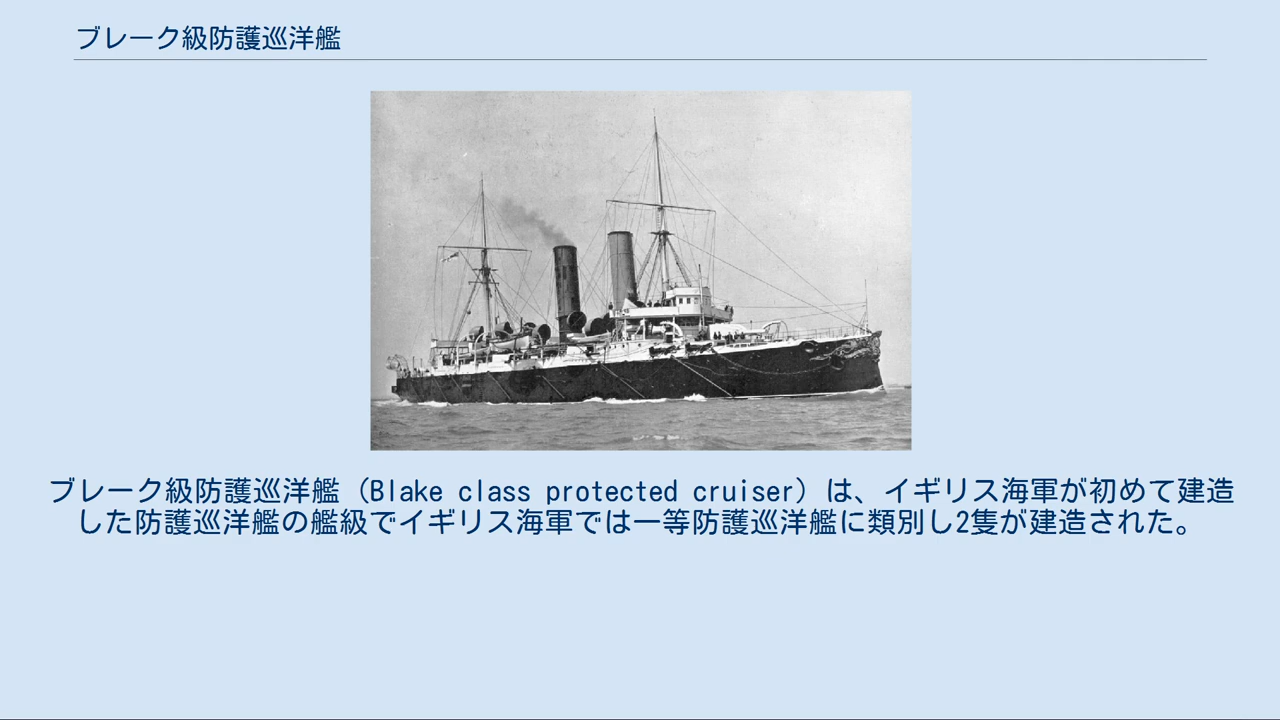 ブレーク級防護巡洋艦
ブレーク級防護巡洋艦（Blake class protected cruiser）は、イギリス海軍が初めて建造
した防護巡洋艦の艦級でイギリス海軍では一等防護巡洋艦に類別し2隻が建造された。